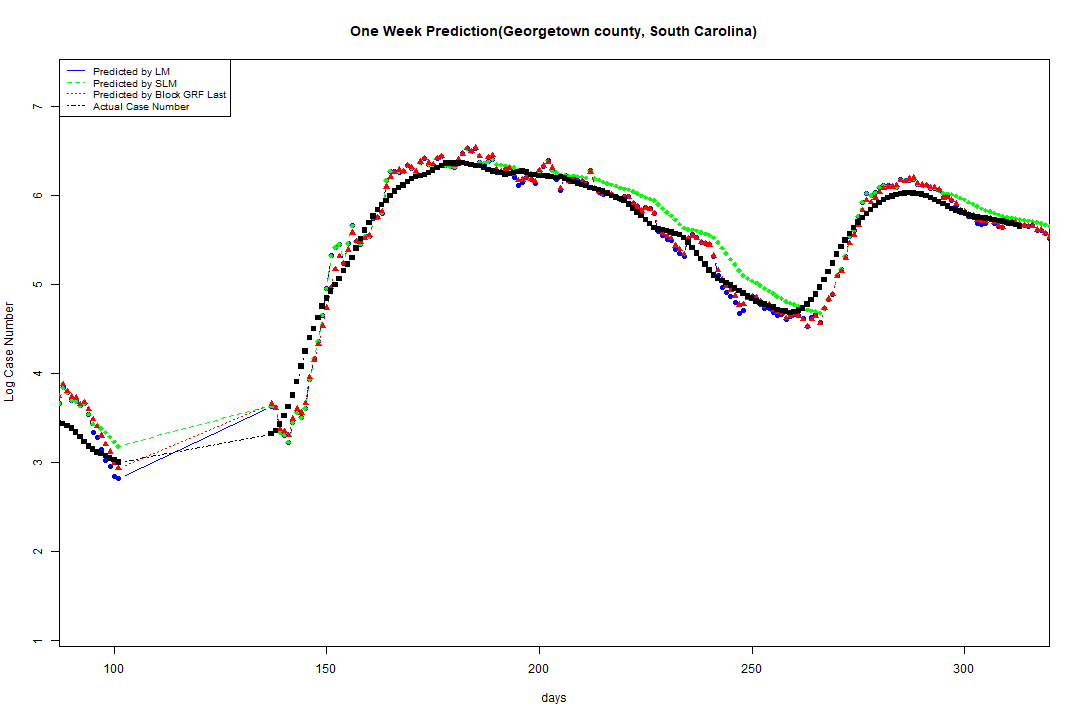 One Week Prediction(Georgetown county, South Carolina)
Predicted by LM
Predicted by SLM
Predicted by Block GRF Last
Actual Case Number
7
6
5
4
3
2
1
Log Case Number
100 150 200 250 300
days